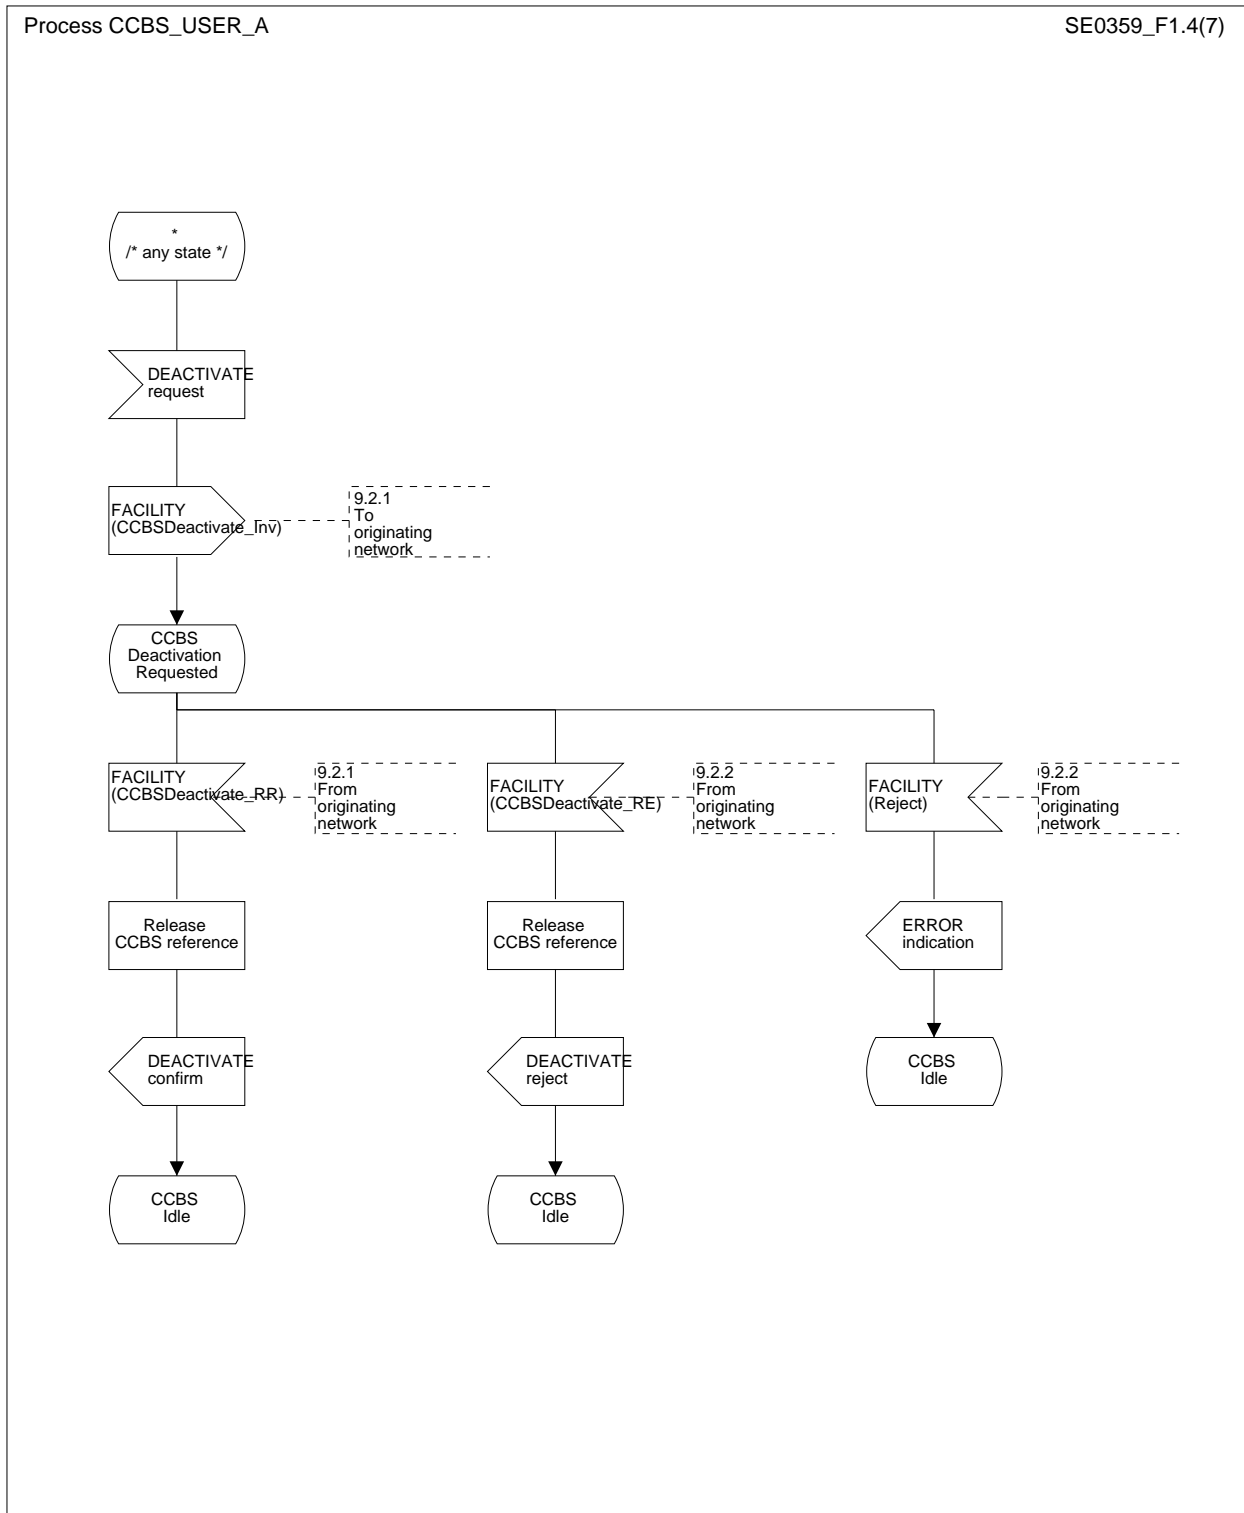 Process CCBS_USER_A
SE0359_F1.4(7)
*
/* any state */
DEACTIVATE
request
FACILITY
(CCBSDeactivate_Inv)
9.2.1
To
originating
network
CCBS
Deactivation
Requested
FACILITY
(CCBSDeactivate_RR)
9.2.1
From
originating
network
FACILITY
(CCBSDeactivate_RE)
9.2.2
From
originating
network
FACILITY
(Reject)
9.2.2
From
originating
network
Release
CCBS reference
Release
CCBS reference
ERROR
indication
DEACTIVATE
confirm
DEACTIVATE
reject
CCBS
Idle
CCBS
Idle
CCBS
Idle